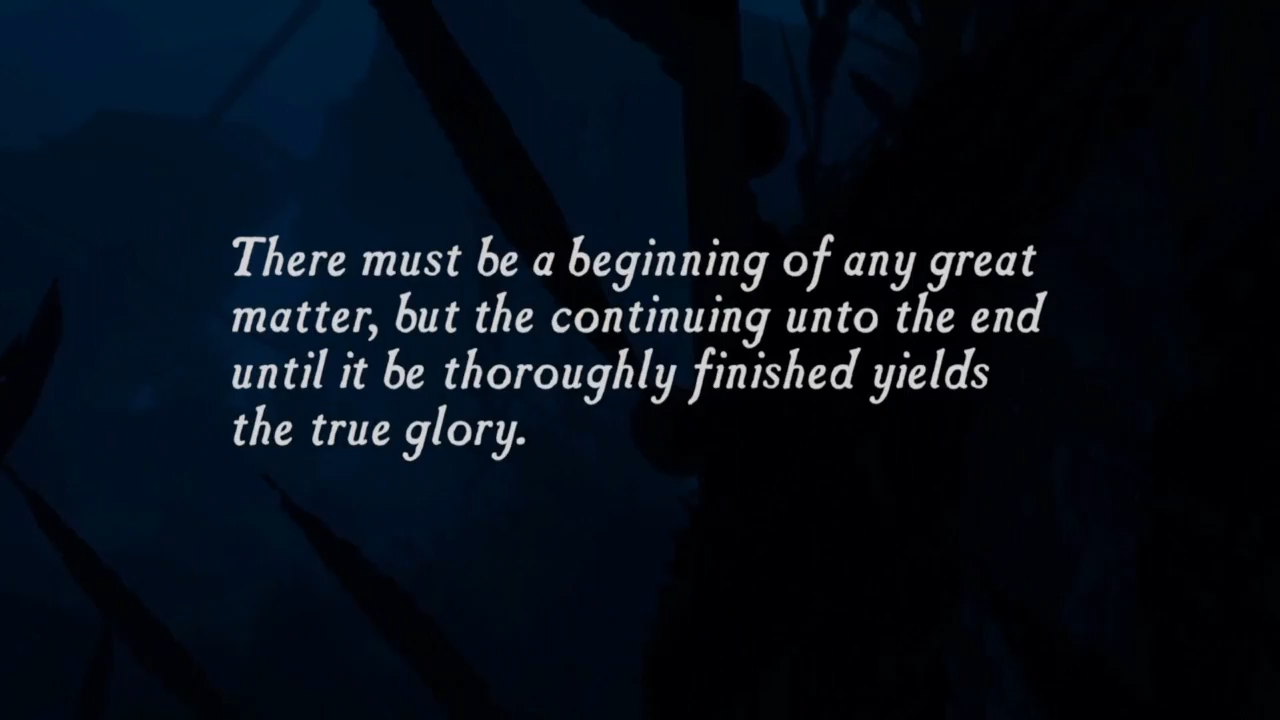 There must be a beginning of any great
matter, but the continuing unto the end
until it be thoroughly finished yields
the true glory.